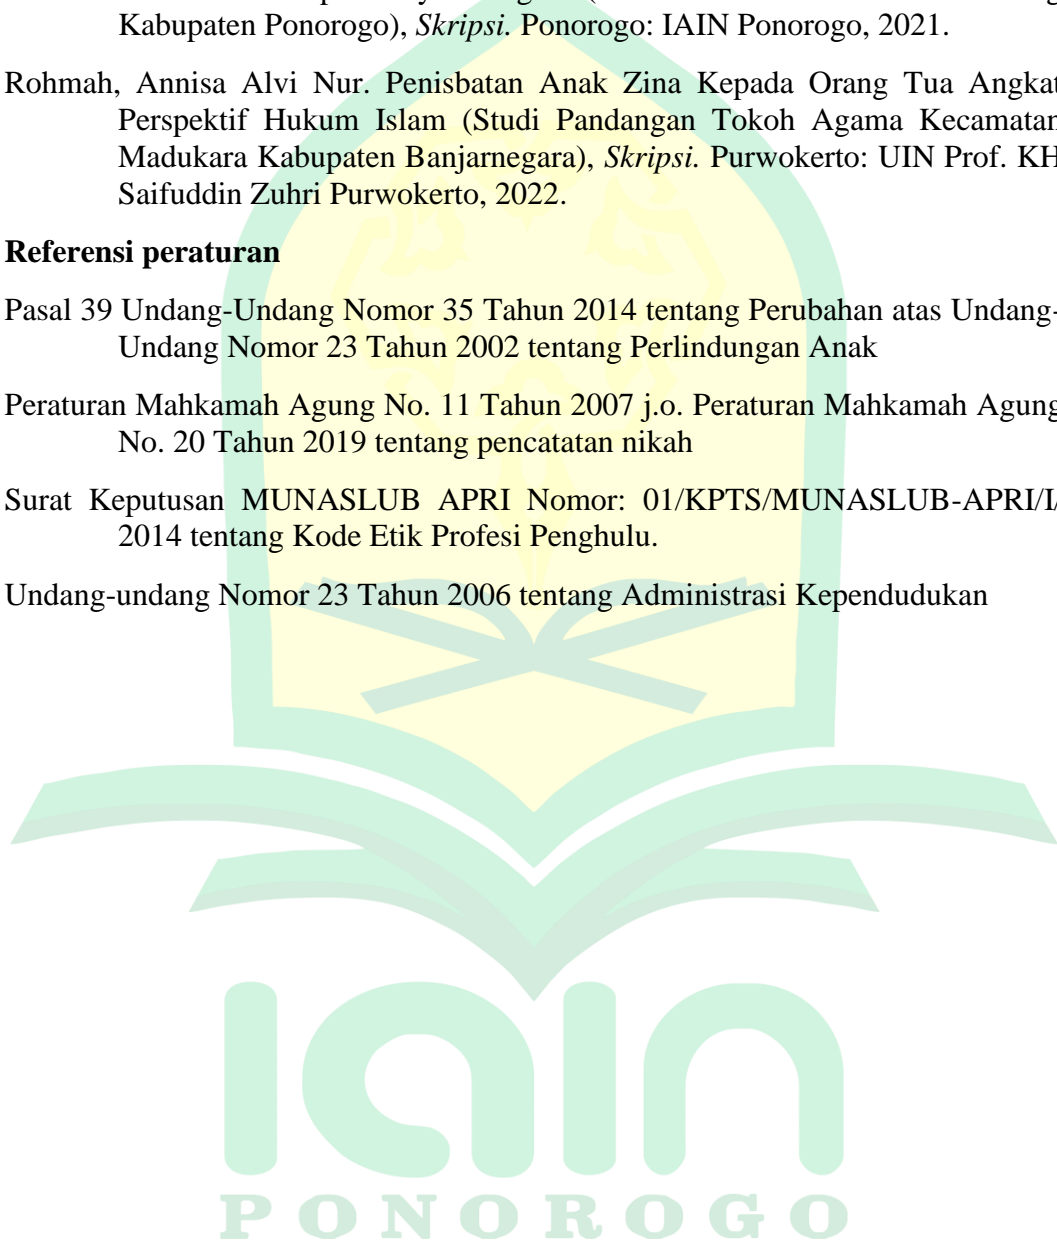 Kabupaten Ponorogo), Skripsi. Ponorogo: IAIN Ponorogo, 2021.
Rohmah, Annisa Alvi Nur. Penisbatan Anak Zina Kepada Orang Tua Angkat
Perspektif Hukum Islam (Studi Pandangan Tokoh Agama Kecamatan
Madukara Kabupaten Banjarnegara), Skripsi. Purwokerto: UIN Prof. KH
Saifuddin Zuhri Purwokerto, 2022.
Referensi peraturan
Pasal 39 Undang-Undang Nomor 35 Tahun 2014 tentang Perubahan atas Undang-
Undang Nomor 23 Tahun 2002 tentang Perlindungan Anak
Peraturan Mahkamah Agung No. 11 Tahun 2007 j.o. Peraturan Mahkamah Agung
No. 20 Tahun 2019 tentang pencatatan nikah
Surat Keputusan MUNASLUB APRI Nomor: 01/KPTS/MUNASLUB-APRI/I/
2014 tentang Kode Etik Profesi Penghulu.
Undang-undang Nomor 23 Tahun 2006 tentang Administrasi Kependudukan
iain
PONOROGO